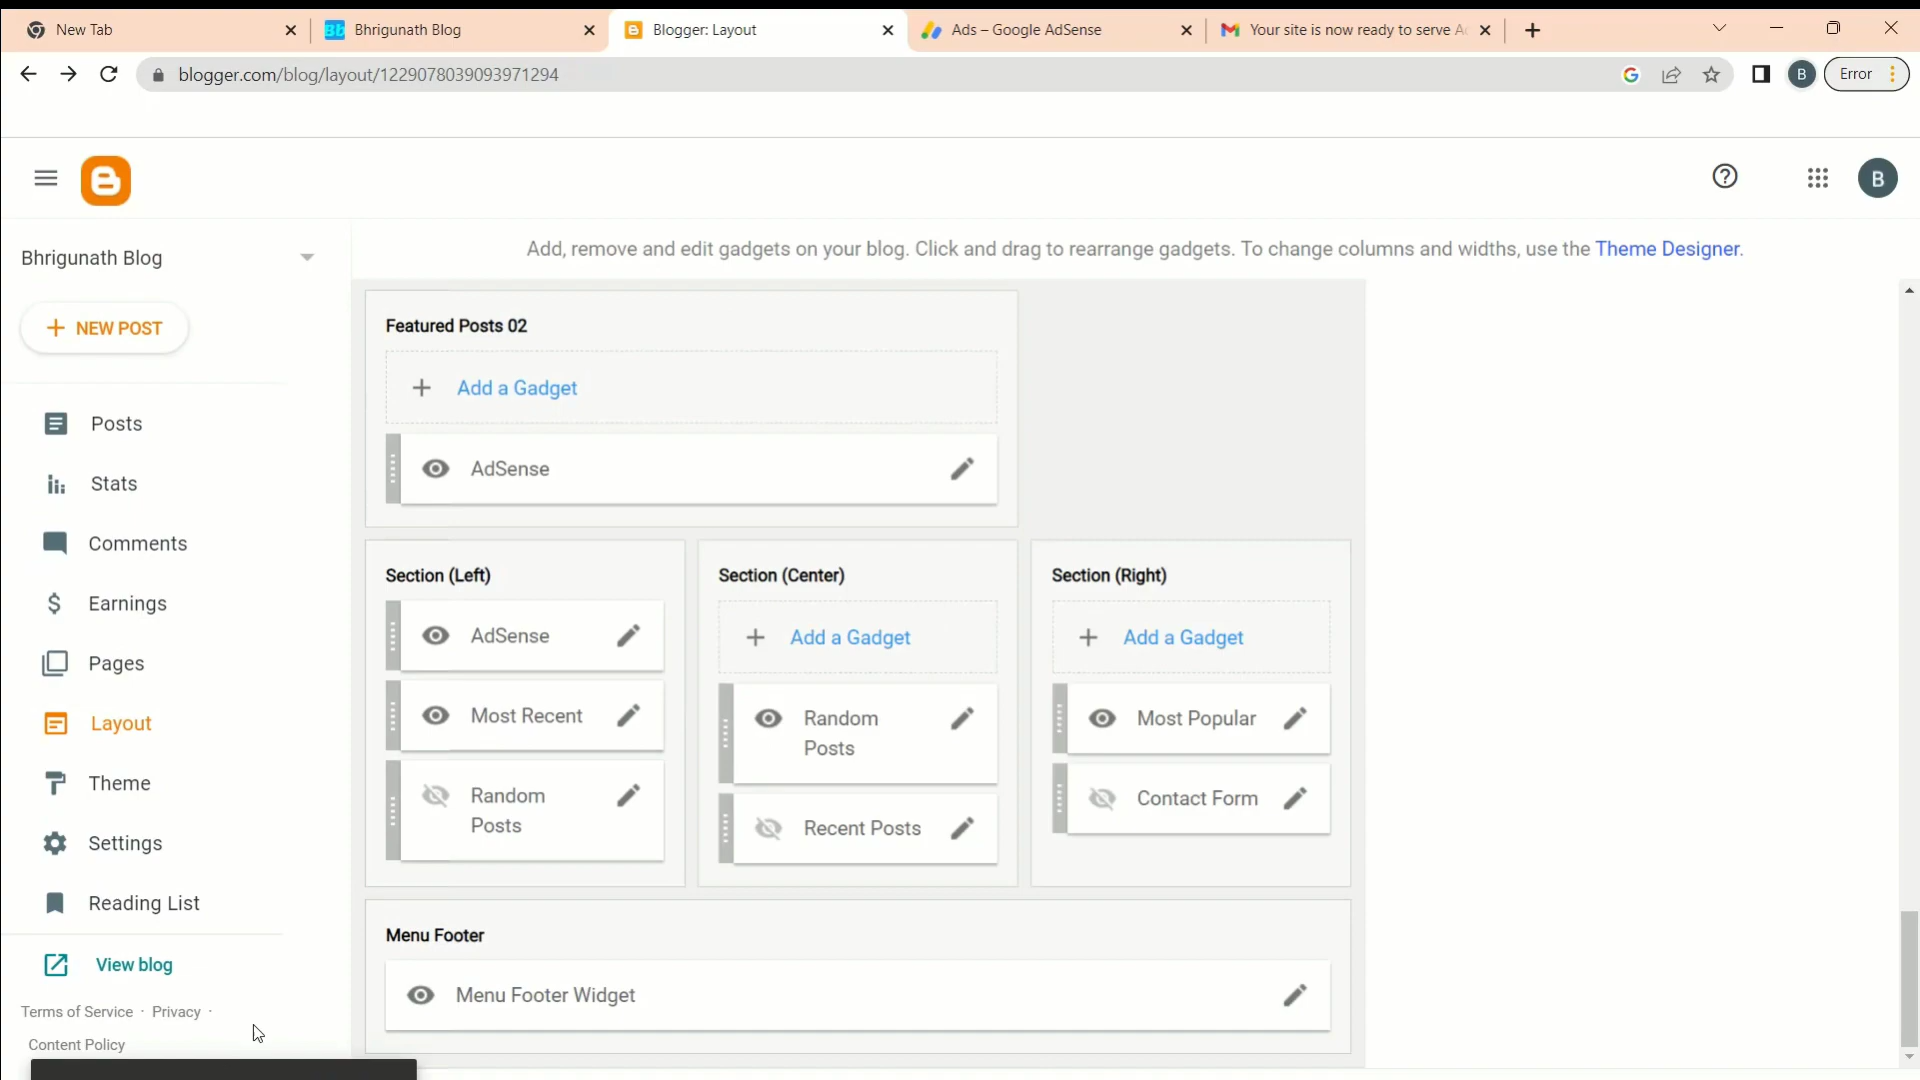 New Tab
Bhrigunath Blog
Blogger: Layout
Ads – Google AdSense
Your site is now ready to serve A
blogger.com/blog/layout/1229078039093971294
B
Error
B
Bhrigunath Blog
Add, remove and edit gadgets on your blog. Click and drag to rearrange gadgets. To change columns and widths, use the Theme Designer.
NEW POST
Posts
Stats
Comments
Earnings
Pages
Layout
Theme
Settings
Reading List
View blog
Terms of Service · Privacy ·
Content Policy
Featured Posts 02
Add a Gadget
AdSense
Section (Left)
AdSense
Most Recent
Random
Posts
Section (Center)
Add a Gadget
Random
Posts
Recent Posts
Section (Right)
Add a Gadget
Most Popular
Contact Form
Menu Footer
Menu Footer Widget